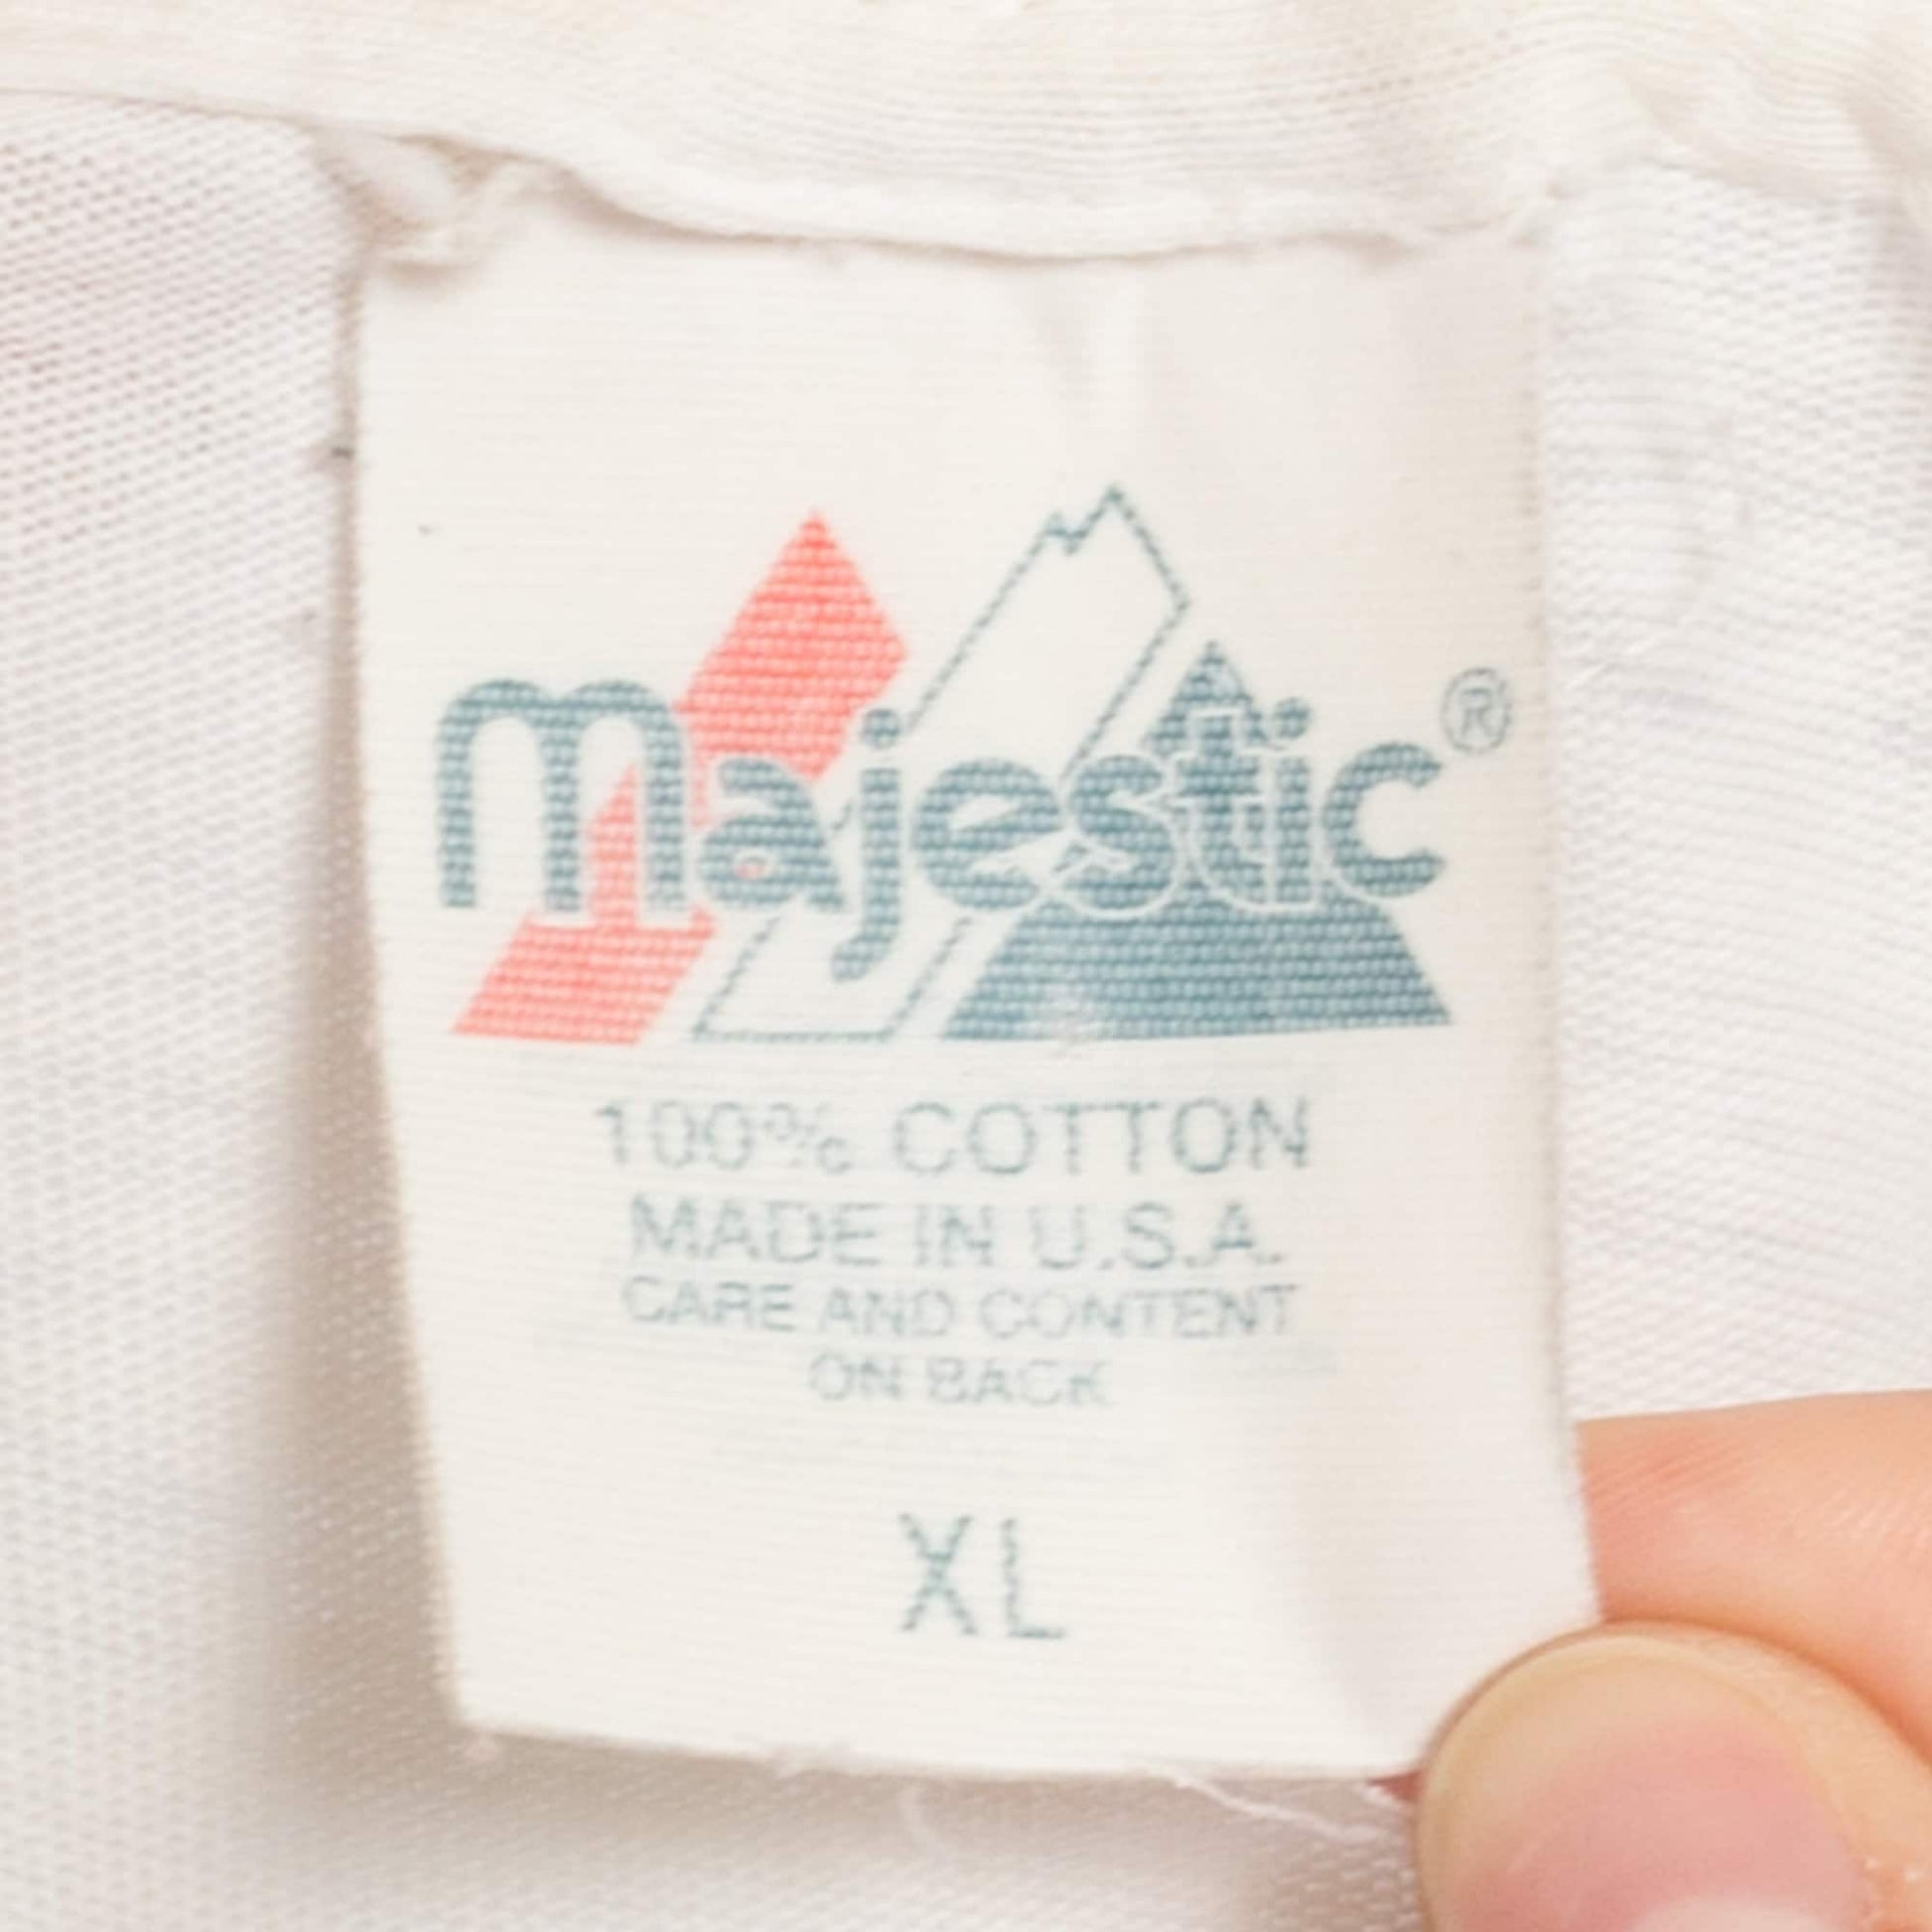 majestic®
100% COTTON
MADE IN U.S.A.
CARE AND CONTENT
ON BACK
XL